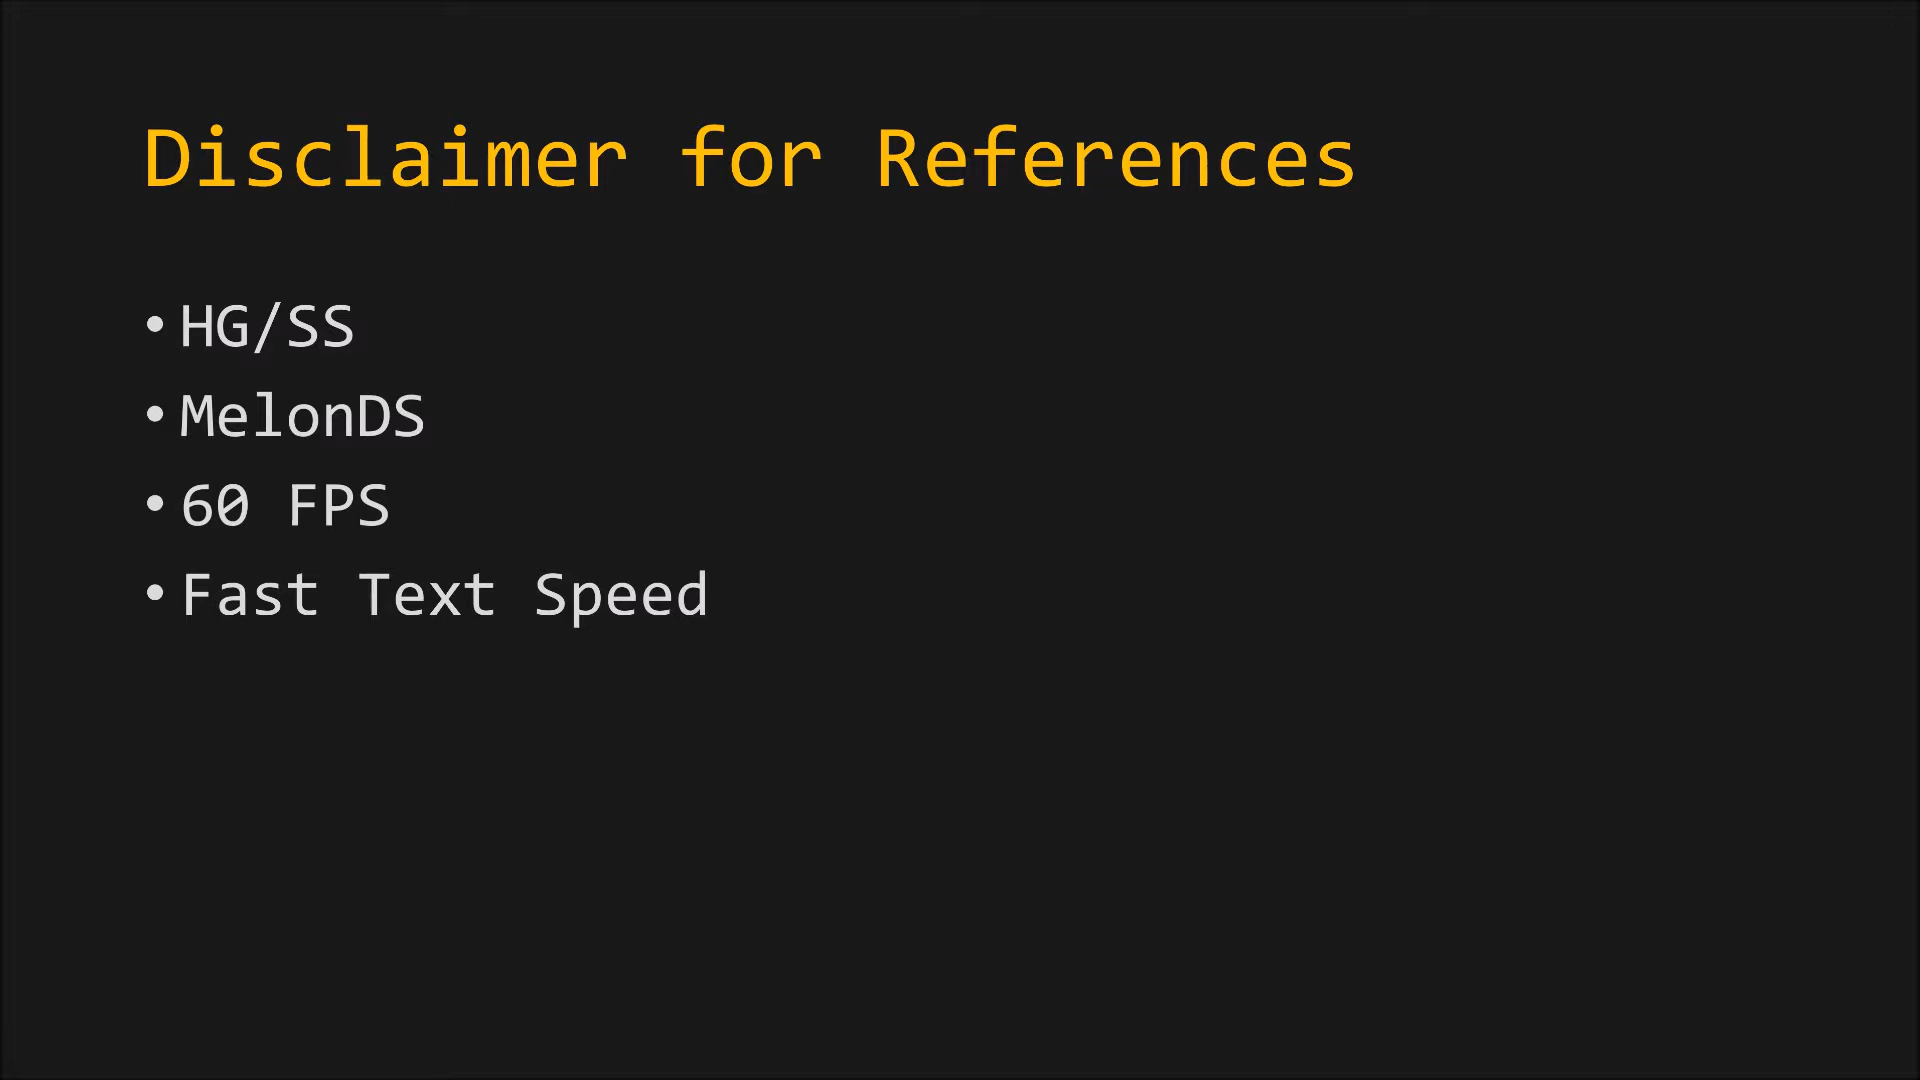 Disclaimer for References
• HG/SS
• MelonDS
• 60 FPS
• Fast Text Speed